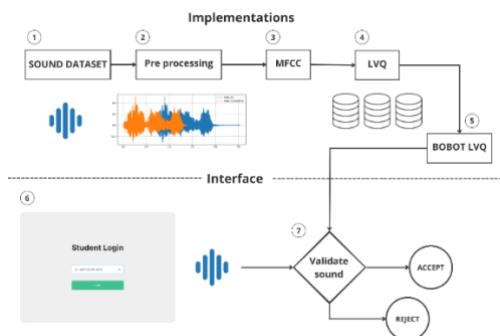 Implementations
1
2
3
4
SOUND DATASET
Pre processing
MFCC
LVQ
5
BOBOT LVQ
Interface
6
7
Student Login
Validate
sound
ACCEPT
REJECT